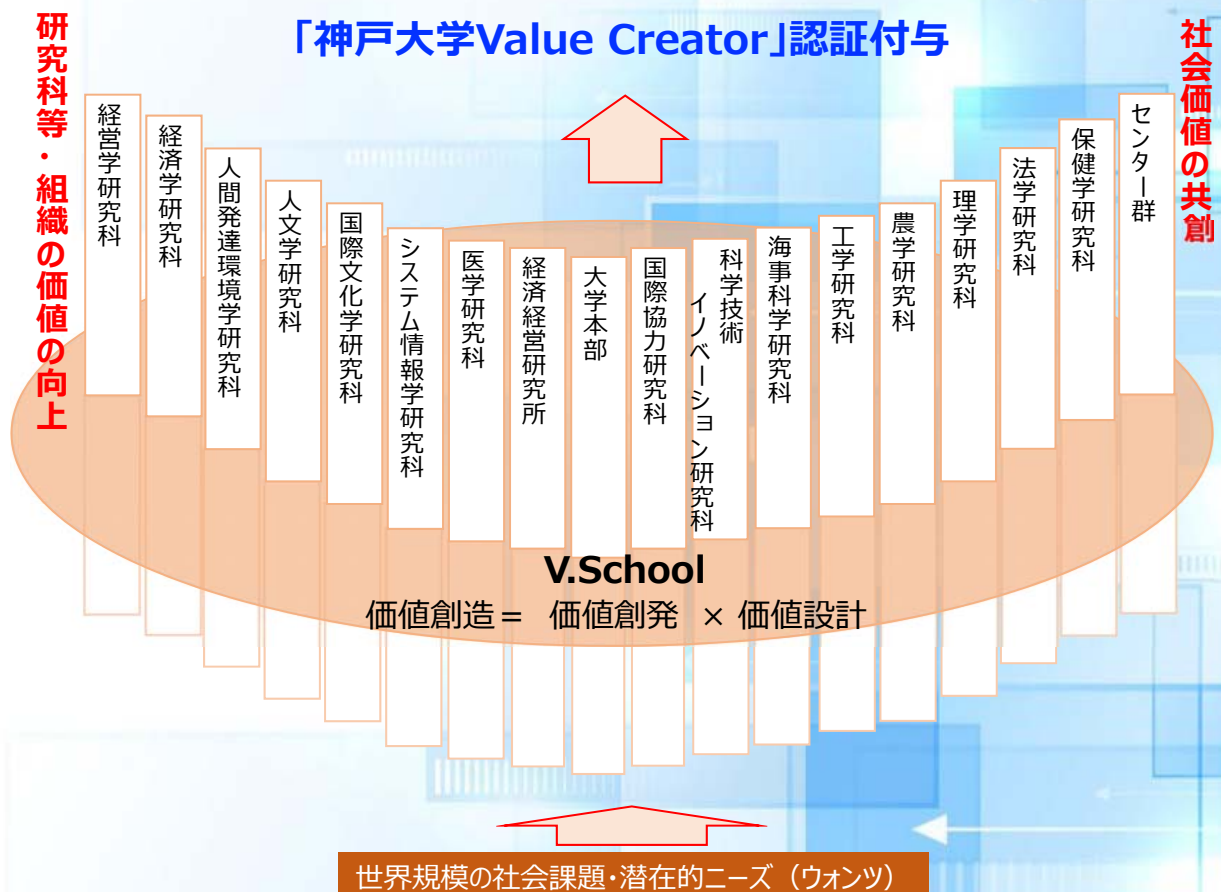 「神戸大学Value Creator」認証付与
研究科等・組織の価値の向上
社会価値の共創
経営学研究科
経済学研究科
人間発達環境学研究科
人文学研究科
国際文化学研究科
システム情報学研究科
医学研究科
経済経営研究所
大学本部
国際協力研究科
科学技術
イノベーション研究科
海事科学研究科
工学研究科
農学研究科
理学研究科
法学研究科
保健学研究科
センター群
V.School
価値創造＝ 価値創発 × 価値設計
世界規模の社会課題・潜在的ニーズ（ウォンツ）